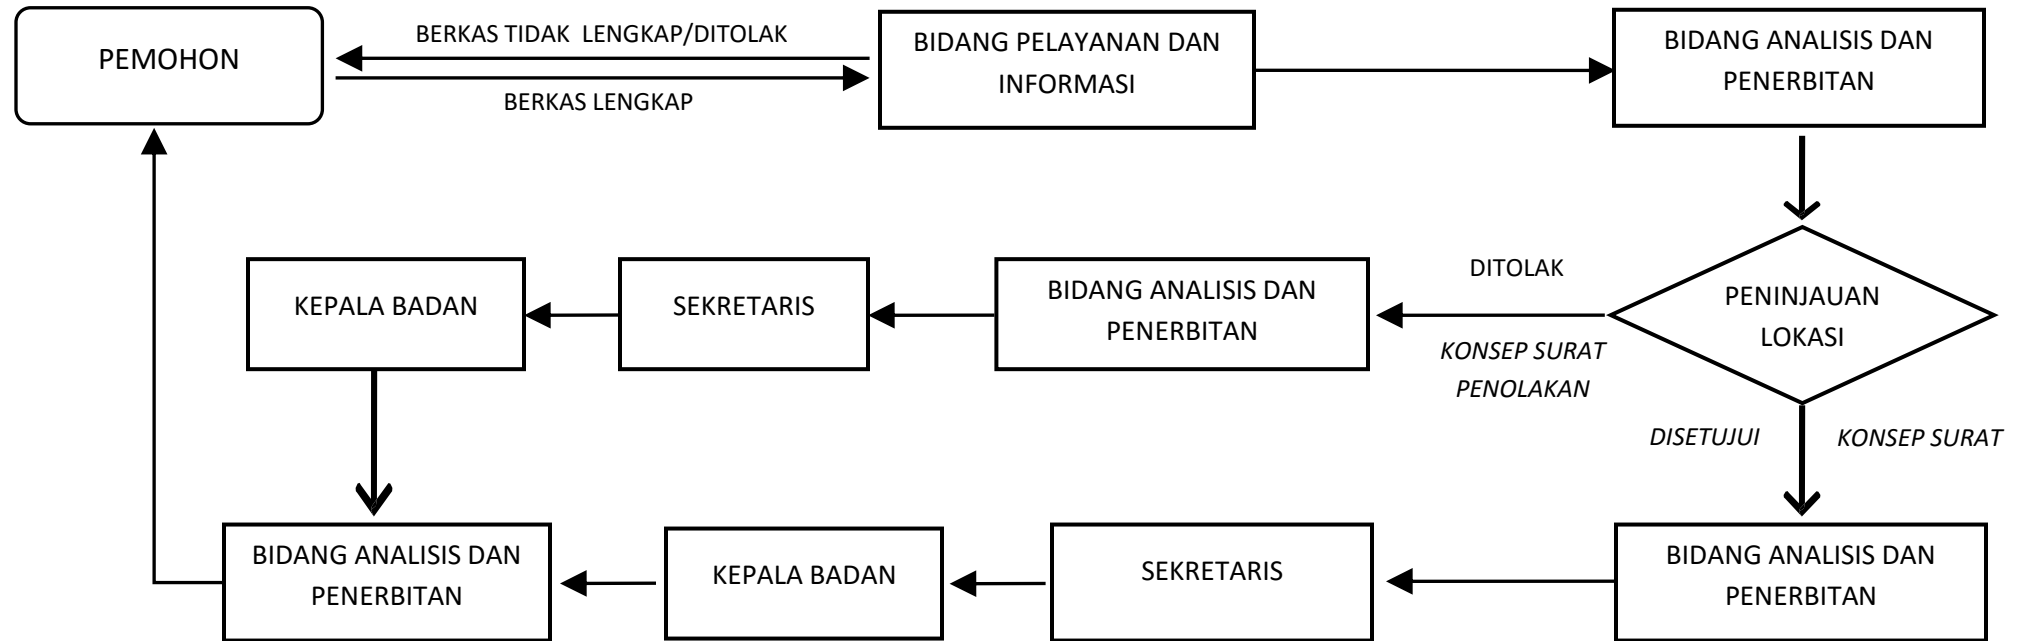 PEMOHON
BERKAS TIDAK LENGKAP/DITOLAK
BERKAS LENGKAP
BIDANG PELAYANAN DAN
INFORMASI
BIDANG ANALISIS DAN
PENERBITAN
KEPALA BADAN
SEKRETARIS
BIDANG ANALISIS DAN
PENERBITAN
DITOLAK
KONSEP SURAT
PENOLAKAN
PENINJAUAN
LOKASI
DISETUJUI
KONSEP SURAT
BIDANG ANALISIS DAN
PENERBITAN
KEPALA BADAN
SEKRETARIS
BIDANG ANALISIS DAN
PENERBITAN